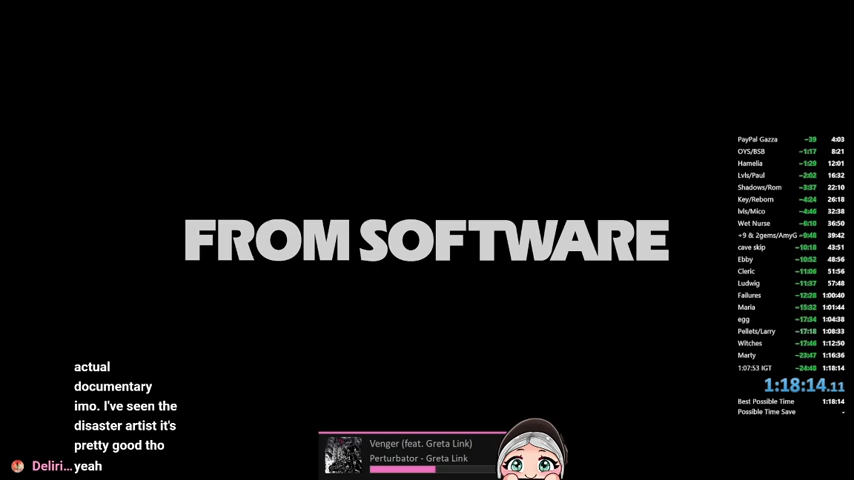 FROM SOFTWARE
PayPal Gazza -39 4:03
OYS/BSB -1:17 8:21
Hamelia -1:29 12:01
Lvls/Paul -2:02 16:32
Shadows/Rom -3:37 22:10
Key/Reborn -4:24 26:18
lvls/Mico -4:46 32:38
Wet Nurse -6:10 36:50
+9 & 2gems/AmyG -9:48 39:42
cave skip -10:18 43:51
Ebby -10:52 48:56
Cleric -11:06 51:56
Ludwig -11:37 57:48
Failures -12:28 1:00:40
Maria -15:32 1:01:44
egg -17:34 1:04:38
Pellets/Larry -17:18 1:08:33
Witches -17:46 1:12:50
Marty -23:47 1:16:36
1:07:53 IGT -24:48 1:18:14
1:18:14.11
Best Possible Time 1:18:14
Possible Time Save -
actual
documentary
imo. I've seen the
disaster artist it's
pretty good tho
Deliri... yeah
Venger (feat. Greta Link)
Perturbator - Greta Link